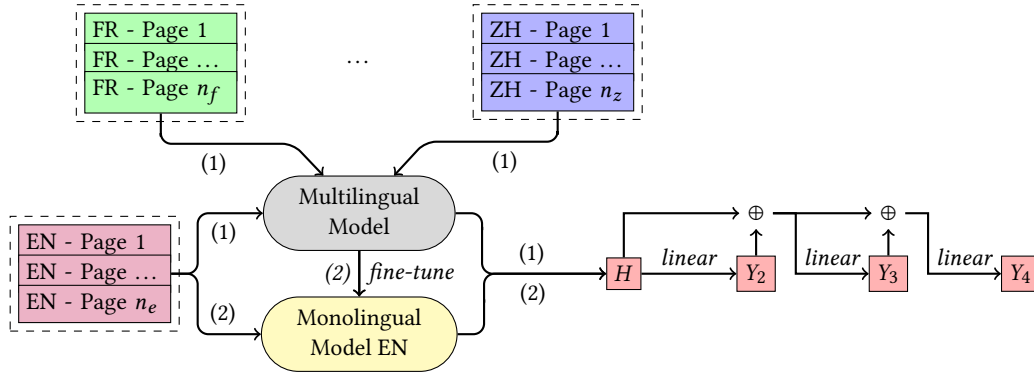 FR - Page 1
FR - Page ...
FR - Page n_f
...
ZH - Page 1
ZH - Page ...
ZH - Page n_z
(1)
(1)
Multilingual
Model
EN - Page 1
EN - Page ...
EN - Page n_e
(1)
(2)
(2) fine-tune
Monolingual
Model EN
(1)
(2)
H
linear
⊕
Y_2
linear
⊕
Y_3
linear
Y_4